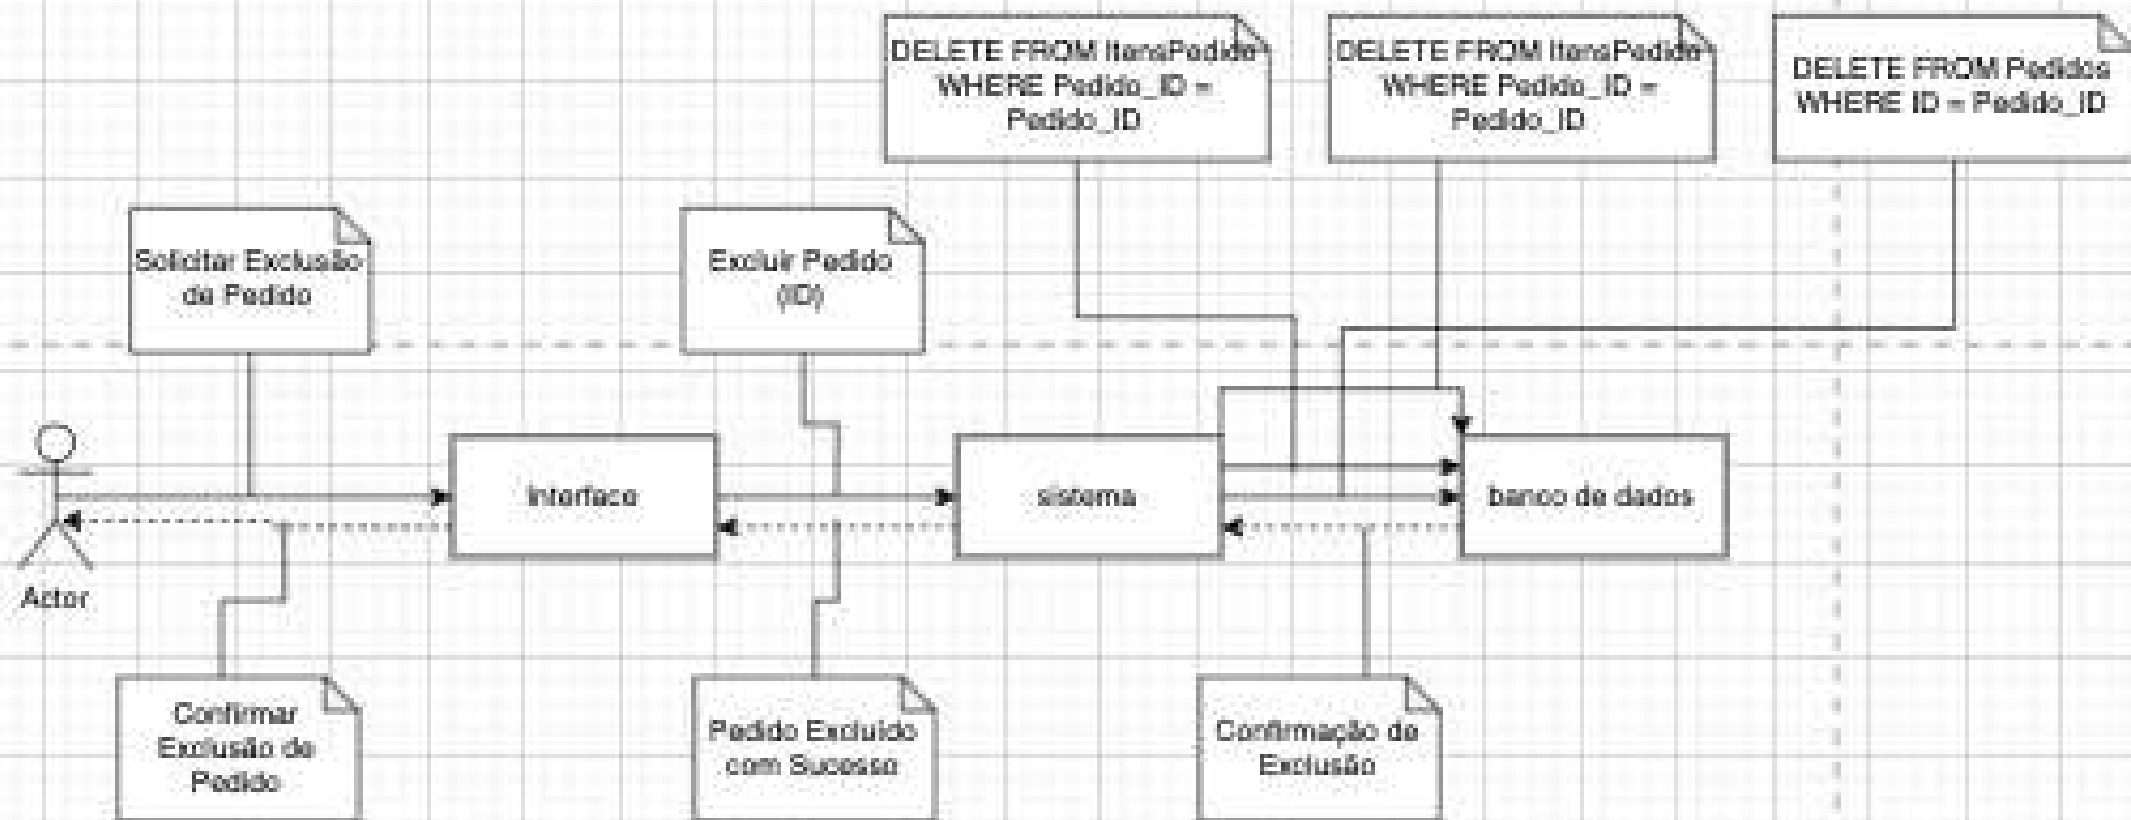 DELETE FROM ItensPedido
WHERE Pedido_ID =
Pedido_ID
DELETE FROM ItensPedido
WHERE Pedido_ID =
Pedido_ID
DELETE FROM Pedidos
WHERE ID = Pedido_ID
Solicitar Exclusão
de Pedido
Excluir Pedido
(ID)
Interface
sistema
banco de dados
Actor
Confirmar
Exclusão de
Pedido
Pedido Excluído
com Sucesso
Confirmação de
Exclusão